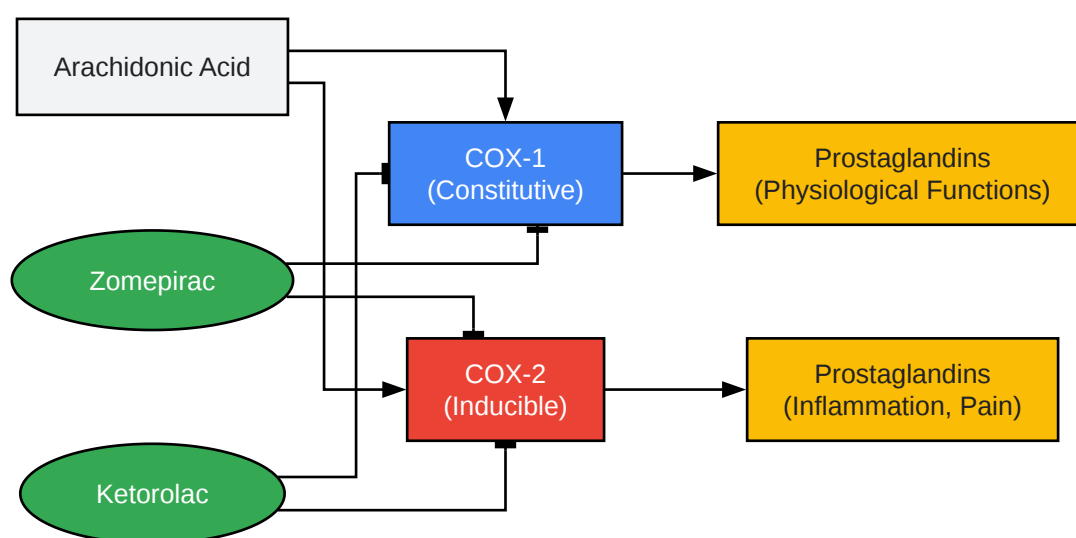 Arachidonic Acid
COX-1
(Constitutive)
Prostaglandins
(Physiological Functions)
Zomepirac
COX-2
(Inducible)
Prostaglandins
(Inflammation, Pain)
Ketorolac